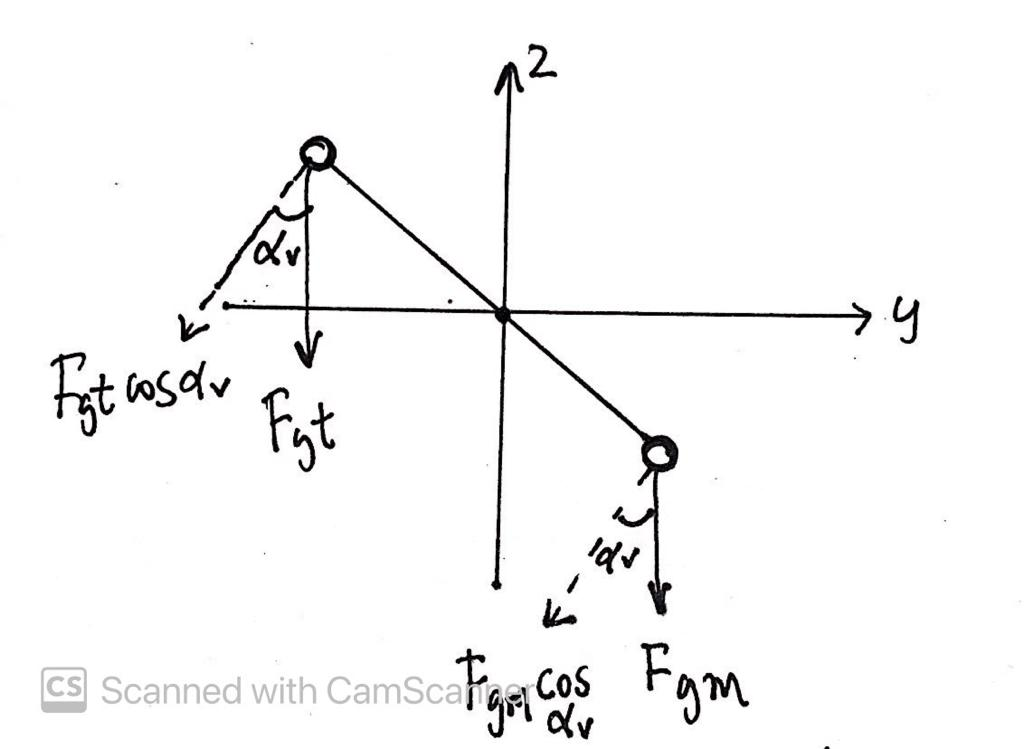 z
αv
y
Fgt cosαv
Fgt
αv
Fgm cos
αv
Fgm
CS Scanned with CamScanner